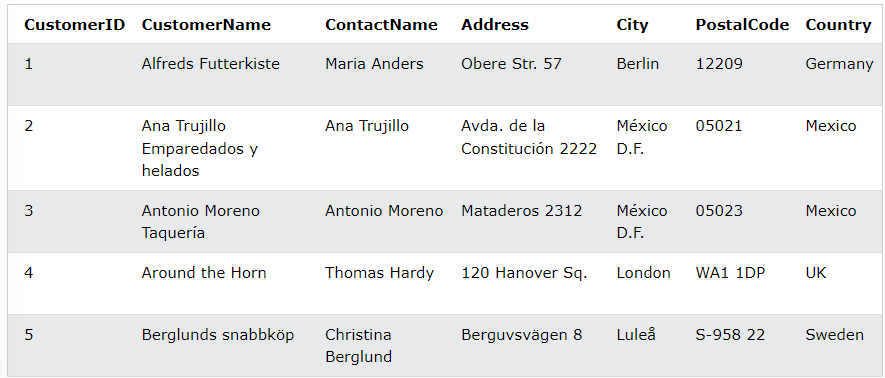 CustomerID CustomerName ContactName Address City PostalCode Country
1 Alfreds Futterkiste Maria Anders Obere Str. 57 Berlin 12209 Germany
2 Ana Trujillo Ana Trujillo Avda. de la México 05021 Mexico
Emparedados y Constitución 2222 D.F.
helados
3 Antonio Moreno Antonio Moreno Mataderos 2312 México 05023 Mexico
Taquería D.F.
4 Around the Horn Thomas Hardy 120 Hanover Sq. London WA1 1DP UK
5 Berglunds snabbköp Christina Berguvsvägen 8 Luleå S-958 22 Sweden
Berglund